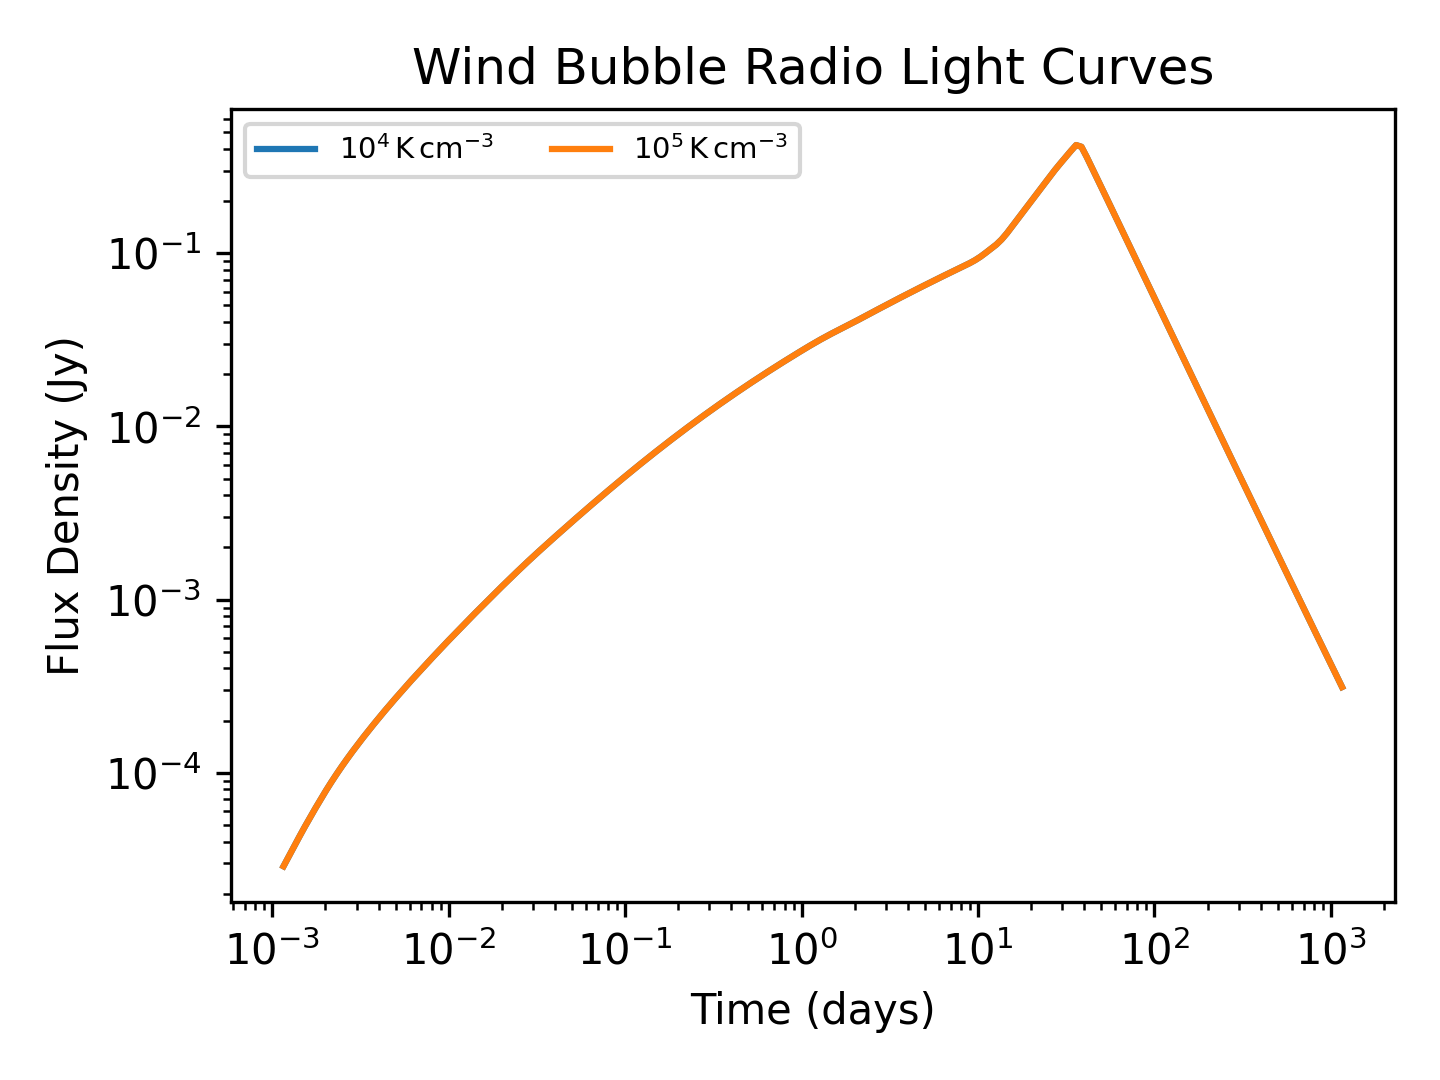 Wind Bubble Radio Light Curves
10⁴ K cm⁻³ 10⁵ K cm⁻³
Flux Density (Jy)
10⁻¹
10⁻²
10⁻³
10⁻⁴
10⁻³ 10⁻² 10⁻¹ 10⁰ 10¹ 10² 10³
Time (days)